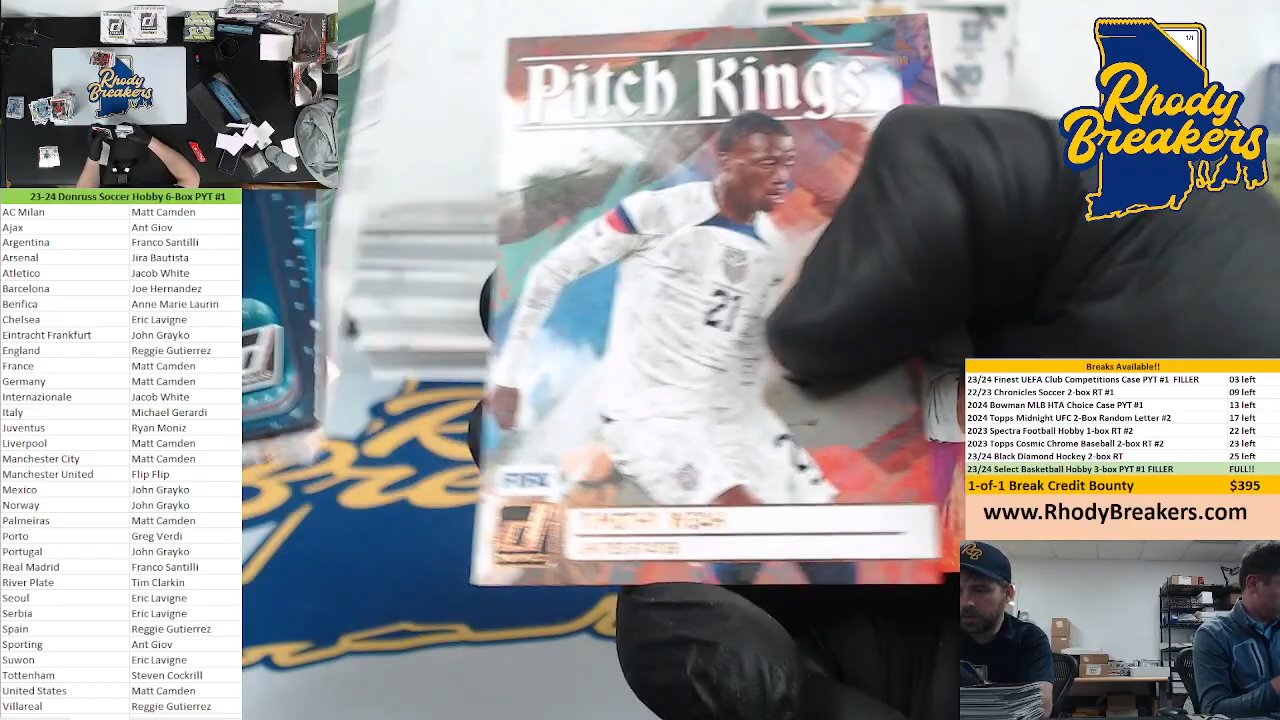 Rhody
Breakers
23-24 Donruss Soccer Hobby 6-Box PYT #1
AC Milan Matt Camden
Ajax Ant Giov
Argentina Franco Santilli
Arsenal Jira Bautista
Atletico Jacob White
Barcelona Joe Hernandez
Benfica Anne Marie Laurin
Chelsea Eric Lavigne
Eintracht Frankfurt John Grayko
England Reggie Gutierrez
France Matt Camden
Germany Matt Camden
Internazionale Jacob White
Italy Michael Gerardi
Juventus Ryan Moniz
Liverpool Matt Camden
Manchester City Matt Camden
Manchester United Flip Flip
Mexico John Grayko
Norway John Grayko
Palmeiras Matt Camden
Porto Greg Verdi
Portugal John Grayko
Real Madrid Franco Santilli
River Plate Tim Clarkin
Seoul Eric Lavigne
Serbia Eric Lavigne
Spain Reggie Gutierrez
Sporting Ant Giov
Suwon Eric Lavigne
Tottenham Steven Cockrill
United States Matt Camden
Villareal Reggie Gutierrez
Pitch Kings
21
FIFA
1/1
Rhody
Breakers
Breaks Available!!
23/24 Finest UEFA Club Competitions Case PYT #1 FILLER 03 left
22/23 Chronicles Soccer 2-box RT #1 09 left
2024 Bowman MLB HTA Choice Case PYT #1 13 left
2024 Topps Midnight UFC 2-Box Random Letter #2 17 left
2023 Spectra Football Hobby 1-box RT #2 22 left
2023 Topps Cosmic Chrome Baseball 2-box RT #2 23 left
23/24 Black Diamond Hockey 2-box RT 25 left
23/24 Select Basketball Hobby 3-box PYT #1 FILLER FULL!!
1-of-1 Break Credit Bounty $395
www.RhodyBreakers.com